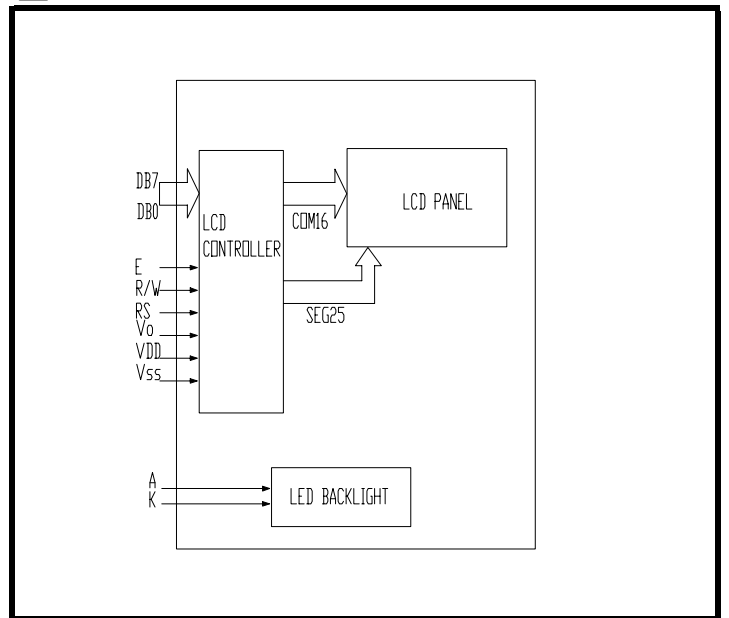 DB7
DB0
LCD
CONTROLLER
COM16
LCD PANEL
E
R/W
RS
Vo
VDD
Vss
SEG25
A
K
LED BACKLIGHT